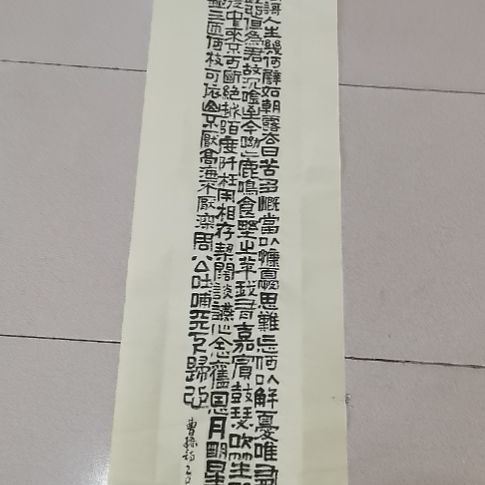 人生幾何譬如朝露去日苦多慨當以慷憂思難忘何以解憂唯
但為君故沉吟至今呦〻鹿鳴食野之苹我有嘉賓鼓瑟吹笙
中來不可斷絕越陌度阡枉用相存契闊談讌心念舊恩月明星
三匝何枝可依山不厭高海不厭深周公吐哺天下歸心
曹操詩